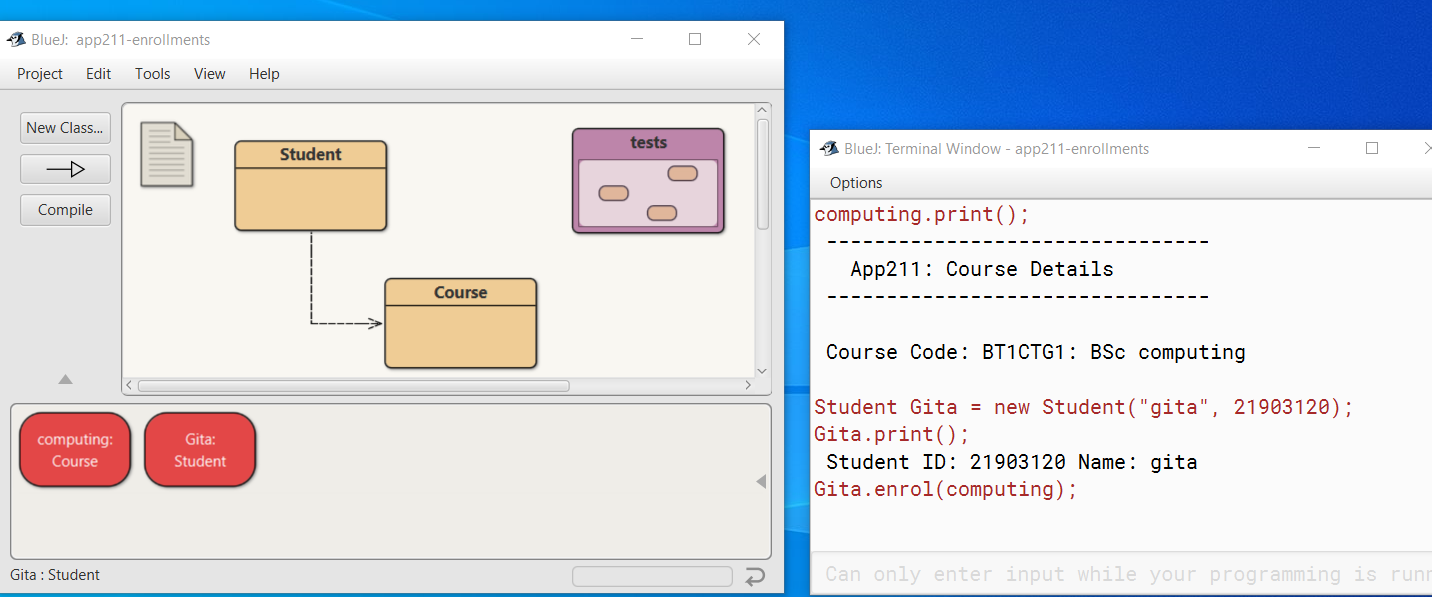 BlueJ: app211-enrollments
Project Edit Tools View Help
New Class...
Compile
Student
tests
Course
computing:
Course
Gita:
Student
Gita : Student
BlueJ: Terminal Window - app211-enrollments
Options
computing.print();
--------------------------------
App211: Course Details
--------------------------------
Course Code: BT1CTG1: BSc computing
Student Gita = new Student("gita", 21903120);
Gita.print();
Student ID: 21903120 Name: gita
Gita.enrol(computing);
Can only enter input while your programming is